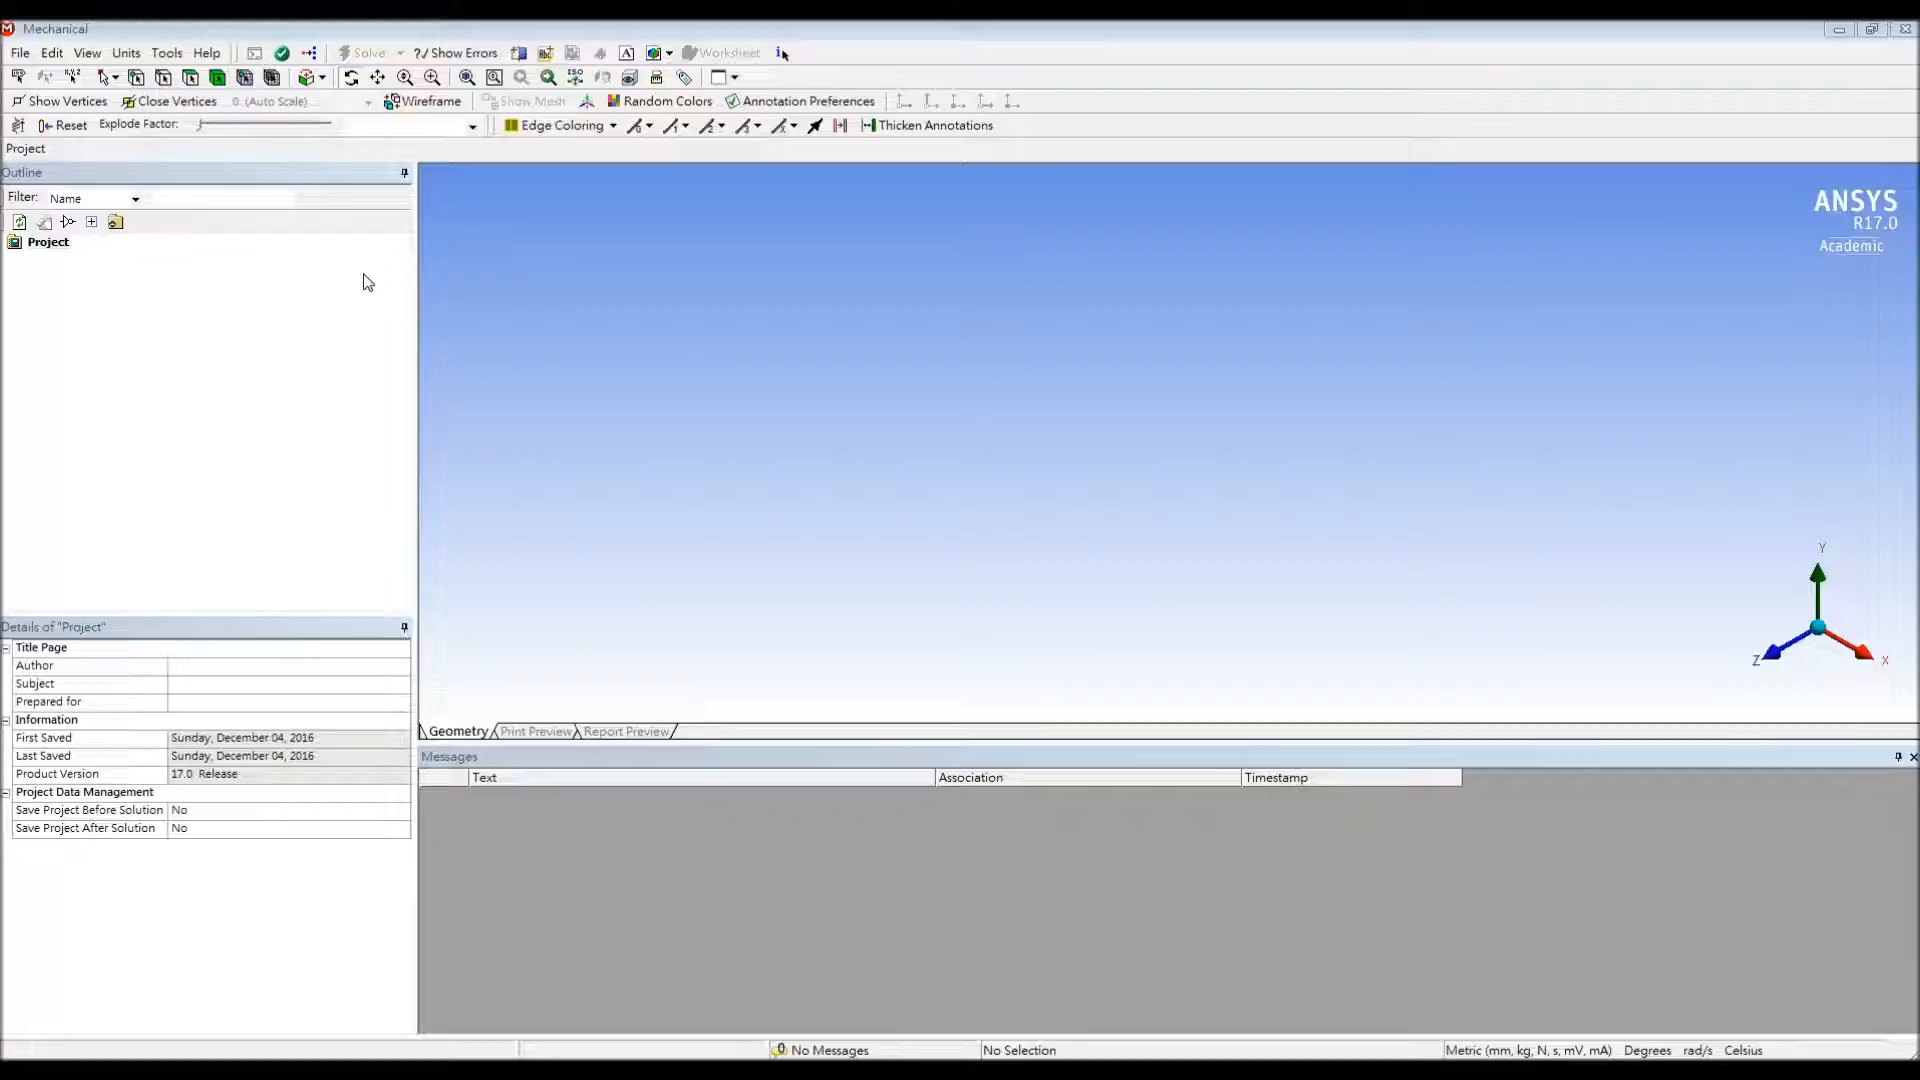 Mechanical
File Edit View Units Tools Help Solve ?/ Show Errors A Worksheet
ISO
Show Vertices Close Vertices 0. (Auto Scale) Wireframe Show Mesh Random Colors Annotation Preferences
Reset Explode Factor: Edge Coloring Thicken Annotations
Project
Outline
Filter: Name
Project
ANSYS
R17.0
Academic
Y
Z X
Details of "Project"
Title Page
Author
Subject
Prepared for
Information
First Saved Sunday, December 04, 2016
Last Saved Sunday, December 04, 2016
Product Version 17.0 Release
Project Data Management
Save Project Before Solution No
Save Project After Solution No
Geometry Print Preview Report Preview
Messages
Text Association Timestamp
0 No Messages No Selection Metric (mm, kg, N, s, mV, mA) Degrees rad/s Celsius